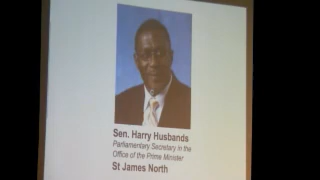 Sen. Harry Husbands
Parliamentary Secretary in the
Office of the Prime Minister
St James North